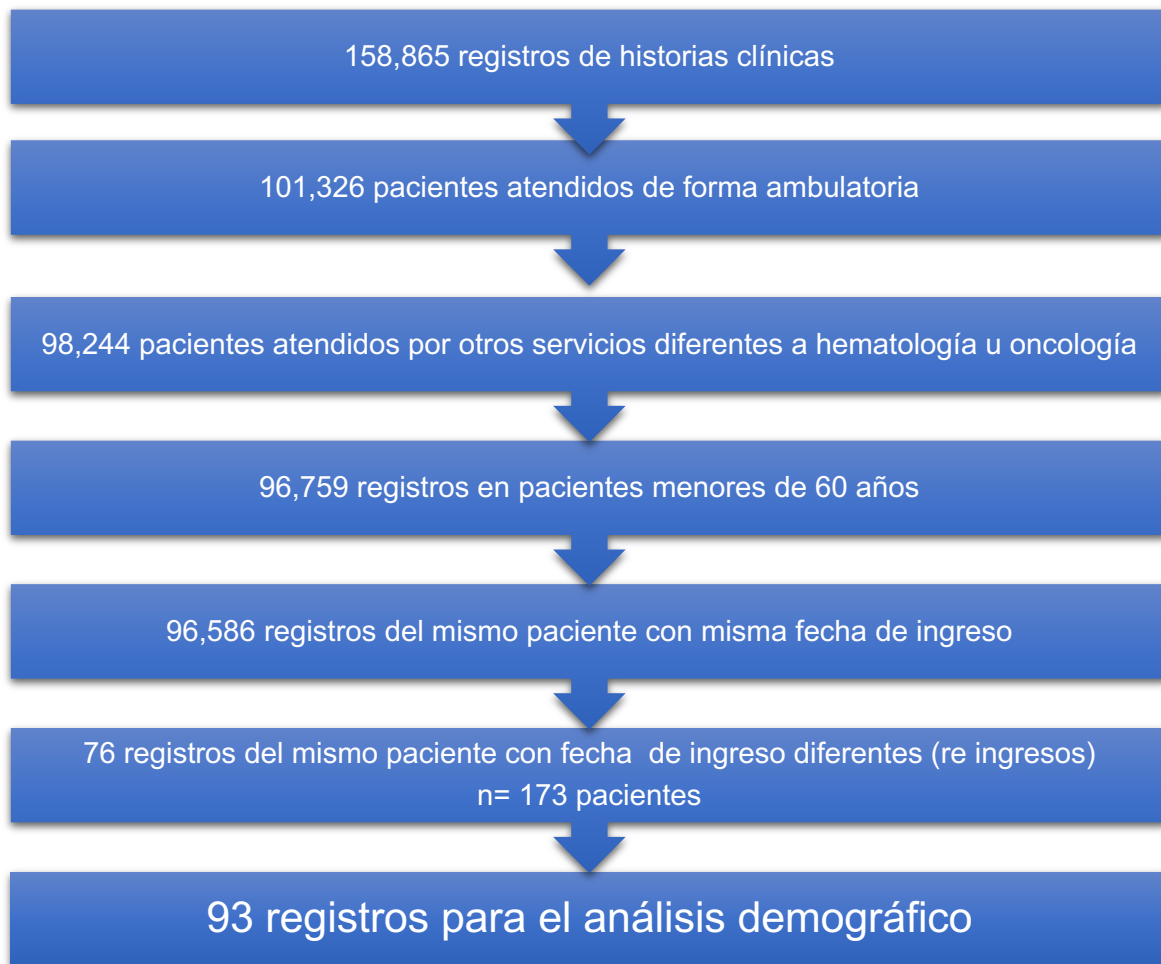 158,865 registros de historias clínicas
101,326 pacientes atendidos de forma ambulatoria
98,244 pacientes atendidos por otros servicios diferentes a hematología u oncología
96,759 registros en pacientes menores de 60 años
96,586 registros del mismo paciente con misma fecha de ingreso
76 registros del mismo paciente con fecha  de ingreso diferentes (re ingresos)
n= 173 pacientes
93 registros para el análisis demográfico